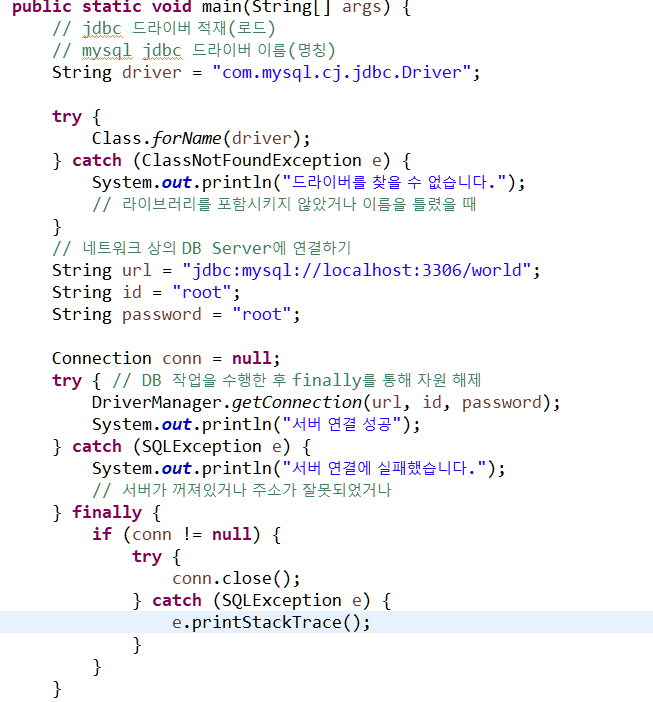 public static void main(String[] args) {
// jdbc 드라이버 적재(로드)
// mysql jdbc 드라이버 이름(명칭)
String driver = "com.mysql.cj.jdbc.Driver";
try {
Class.forName(driver);
} catch (ClassNotFoundException e) {
System.out.println("드라이버를 찾을 수 없습니다.");
// 라이브러리를 포함시키지 않았거나 이름을 틀렸을 때
}
// 네트워크 상의 DB Server에 연결하기
String url = "jdbc:mysql://localhost:3306/world";
String id = "root";
String password = "root";
Connection conn = null;
try { // DB 작업을 수행한 후 finally를 통해 자원 해제
DriverManager.getConnection(url, id, password);
System.out.println("서버 연결 성공");
} catch (SQLException e) {
System.out.println("서버 연결에 실패했습니다.");
// 서버가 꺼져있거나 주소가 잘못되었거나
} finally {
if (conn != null) {
try {
conn.close();
} catch (SQLException e) {
e.printStackTrace();
}
}
}